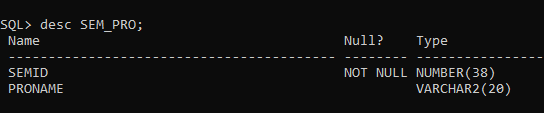 SQL> desc SEM_PRO;
 Name                                      Null?    Type
 ----------------------------------------- -------- ----------------
 SEMID                                     NOT NULL NUMBER(38)
 PRONAME                                            VARCHAR2(20)